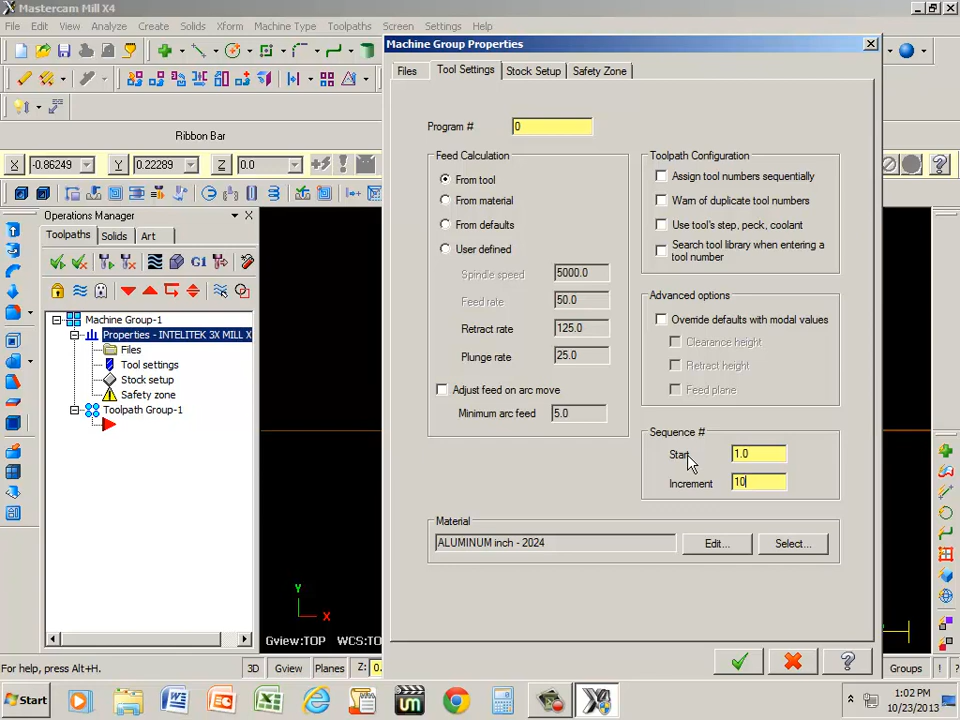 Mastercam Mill X4
File Edit View Analyze Create Solids Xform Machine Type Toolpaths Screen Settings Help
Ribbon Bar
X -0.86249 Y 0.22289 Z 0.0
Operations Manager
Toolpaths Solids Art
G1
Machine Group-1
Properties - INTELITEK 3X MILL X
Files
Tool settings
Stock setup
Safety zone
Toolpath Group-1
Machine Group Properties
Files Tool Settings Stock Setup Safety Zone
Program # 0
Feed Calculation
From tool
From material
From defaults
User defined
Spindle speed 5000.0
Feed rate 50.0
Retract rate 125.0
Plunge rate 25.0
Adjust feed on arc move
Minimum arc feed 5.0
Toolpath Configuration
Assign tool numbers sequentially
Warn of duplicate tool numbers
Use tool's step, peck, coolant
Search tool library when entering a
tool number
Advanced options
Override defaults with modal values
Clearance height
Retract height
Feed plane
Sequence #
Start 1.0
Increment 10
Material
ALUMINUM inch - 2024 Edit... Select...
Y
X
Gview:TOP WCS:TOP
For help, press Alt+H. 3D Gview Planes Z: 0. Groups ! ?
Start 1:02 PM
10/23/2013